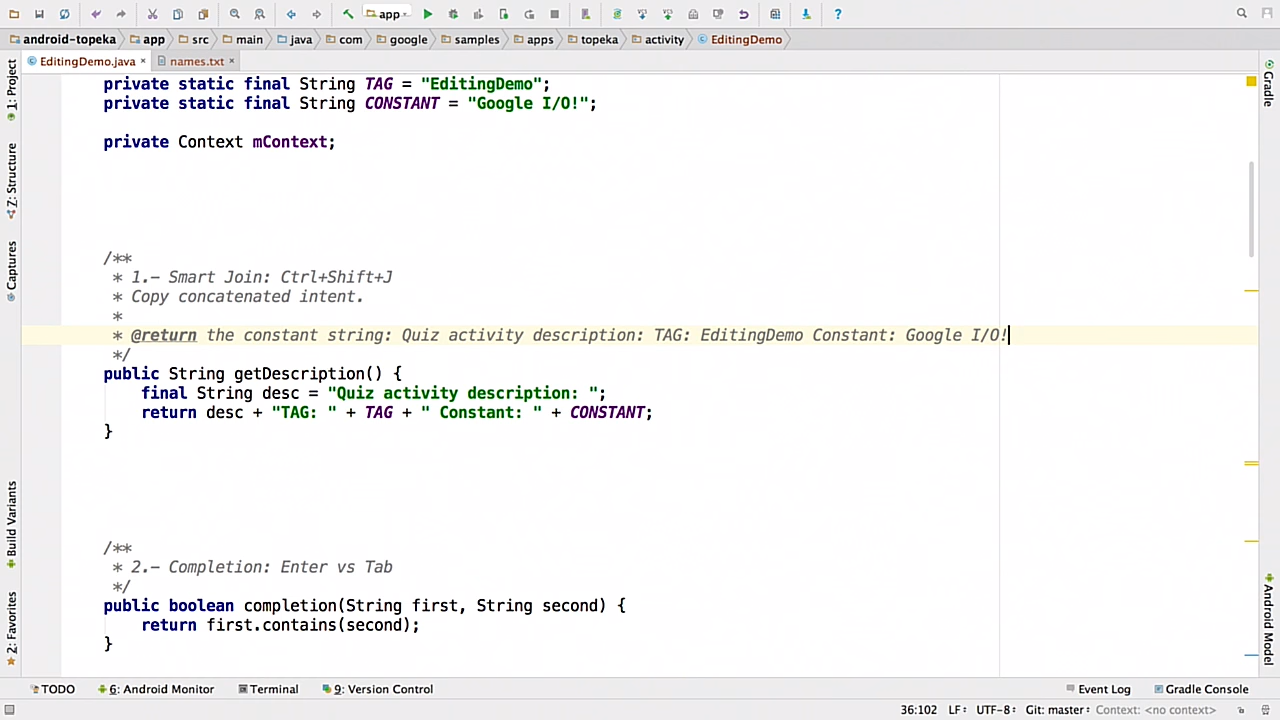 app
android-topeka app src main java com google samples apps topeka activity EditingDemo
EditingDemo.java names.txt
1: Project
Z: Structure
Captures
Build Variants
2: Favorites
Gradle
Android Model
private static final String TAG = "EditingDemo";
private static final String CONSTANT = "Google I/O!";
private Context mContext;
/**
* 1.- Smart Join: Ctrl+Shift+J
* Copy concatenated intent.
*
* @return the constant string: Quiz activity description: TAG: EditingDemo Constant: Google I/O!
*/
public String getDescription() {
final String desc = "Quiz activity description: ";
return desc + "TAG: " + TAG + " Constant: " + CONSTANT;
}
/**
* 2.- Completion: Enter vs Tab
*/
public boolean completion(String first, String second) {
return first.contains(second);
}
TODO 6: Android Monitor Terminal 9: Version Control Event Log Gradle Console
36:102 LF÷ UTF-8÷ Git: master÷ Context: <no context>